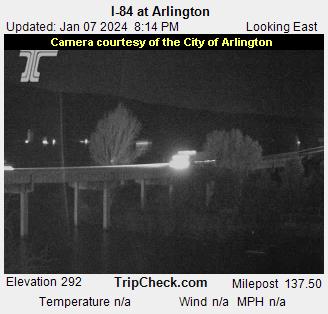 I-84 at Arlington
Updated: Jan 07 2024 8:14 PM Looking East
Camera courtesy of the City of Arlington
Elevation 292 TripCheck.com Milepost 137.50
Temperature n/a Wind n/a MPH n/a